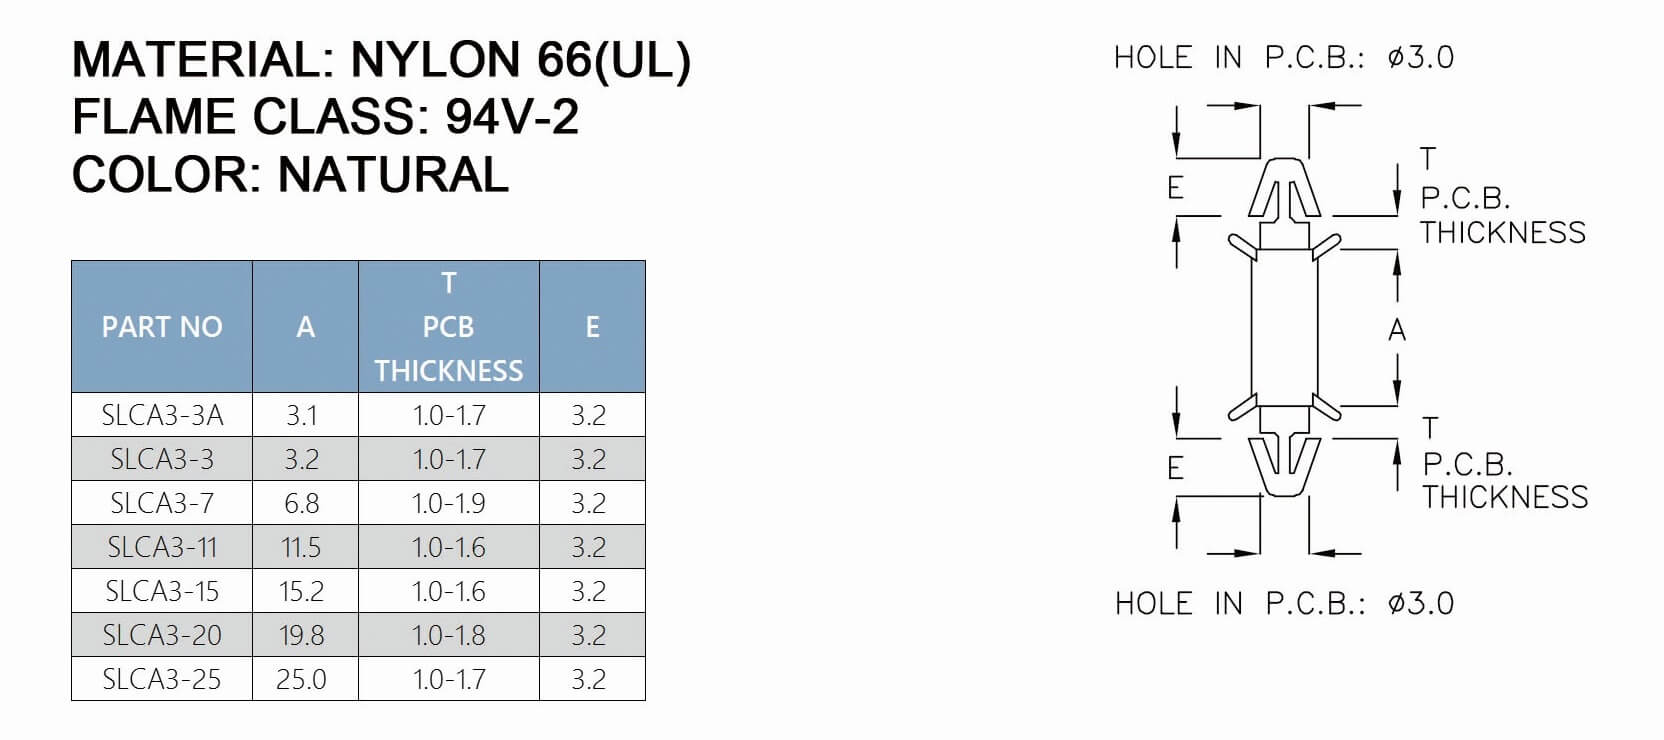 MATERIAL: NYLON 66(UL)
FLAME CLASS: 94V-2
COLOR: NATURAL
PART NO A T PCB THICKNESS E
SLCA3-3A 3.1 1.0-1.7 3.2
SLCA3-3 3.2 1.0-1.7 3.2
SLCA3-7 6.8 1.0-1.9 3.2
SLCA3-11 11.5 1.0-1.6 3.2
SLCA3-15 15.2 1.0-1.6 3.2
SLCA3-20 19.8 1.0-1.8 3.2
SLCA3-25 25.0 1.0-1.7 3.2
HOLE IN P.C.B.: ø3.0
E
T
P.C.B.
THICKNESS
A
E
T
P.C.B.
THICKNESS
HOLE IN P.C.B.: ø3.0